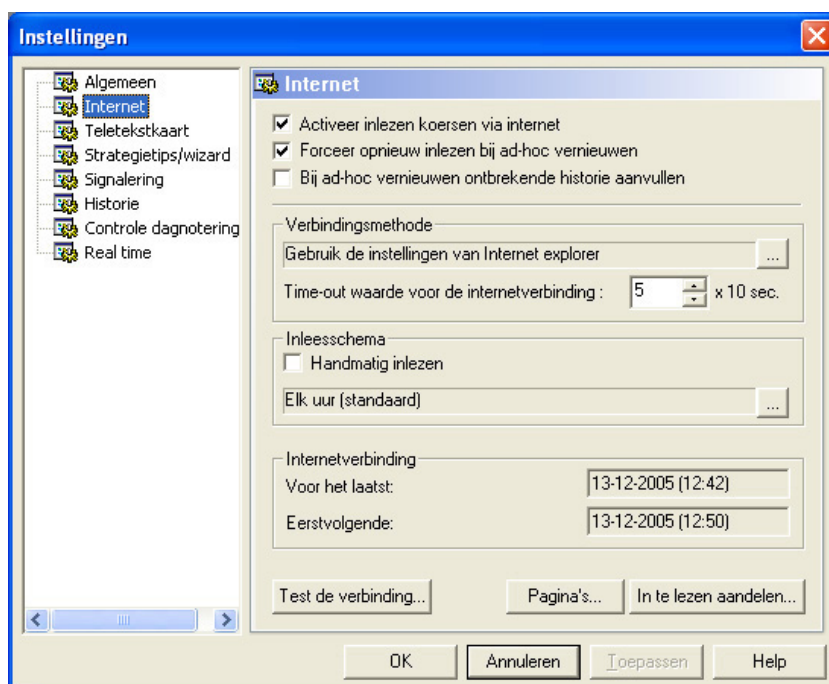 Instellingen
Algemeen
Internet
Teletekstkaart
Strategietips/wizard
Signalering
Historie
Controle dagnotering
Real time
Internet
Activeer inlezen koersen via internet
Forceer opnieuw inlezen bij ad-hoc vernieuwen
Bij ad-hoc vernieuwen ontbrekende historie aanvullen
Verbindingsmethode
Gebruik de instellingen van Internet explorer
...
Time-out waarde voor de internetverbinding : 5 x 10 sec.
Inleesschema
Handmatig inlezen
Elk uur (standaard)
...
Internetverbinding
Voor het laatst: 13-12-2005 (12:42)
Eerstvolgende: 13-12-2005 (12:50)
Test de verbinding... Pagina's... In te lezen aandelen...
OK Annuleren Toepassen Help